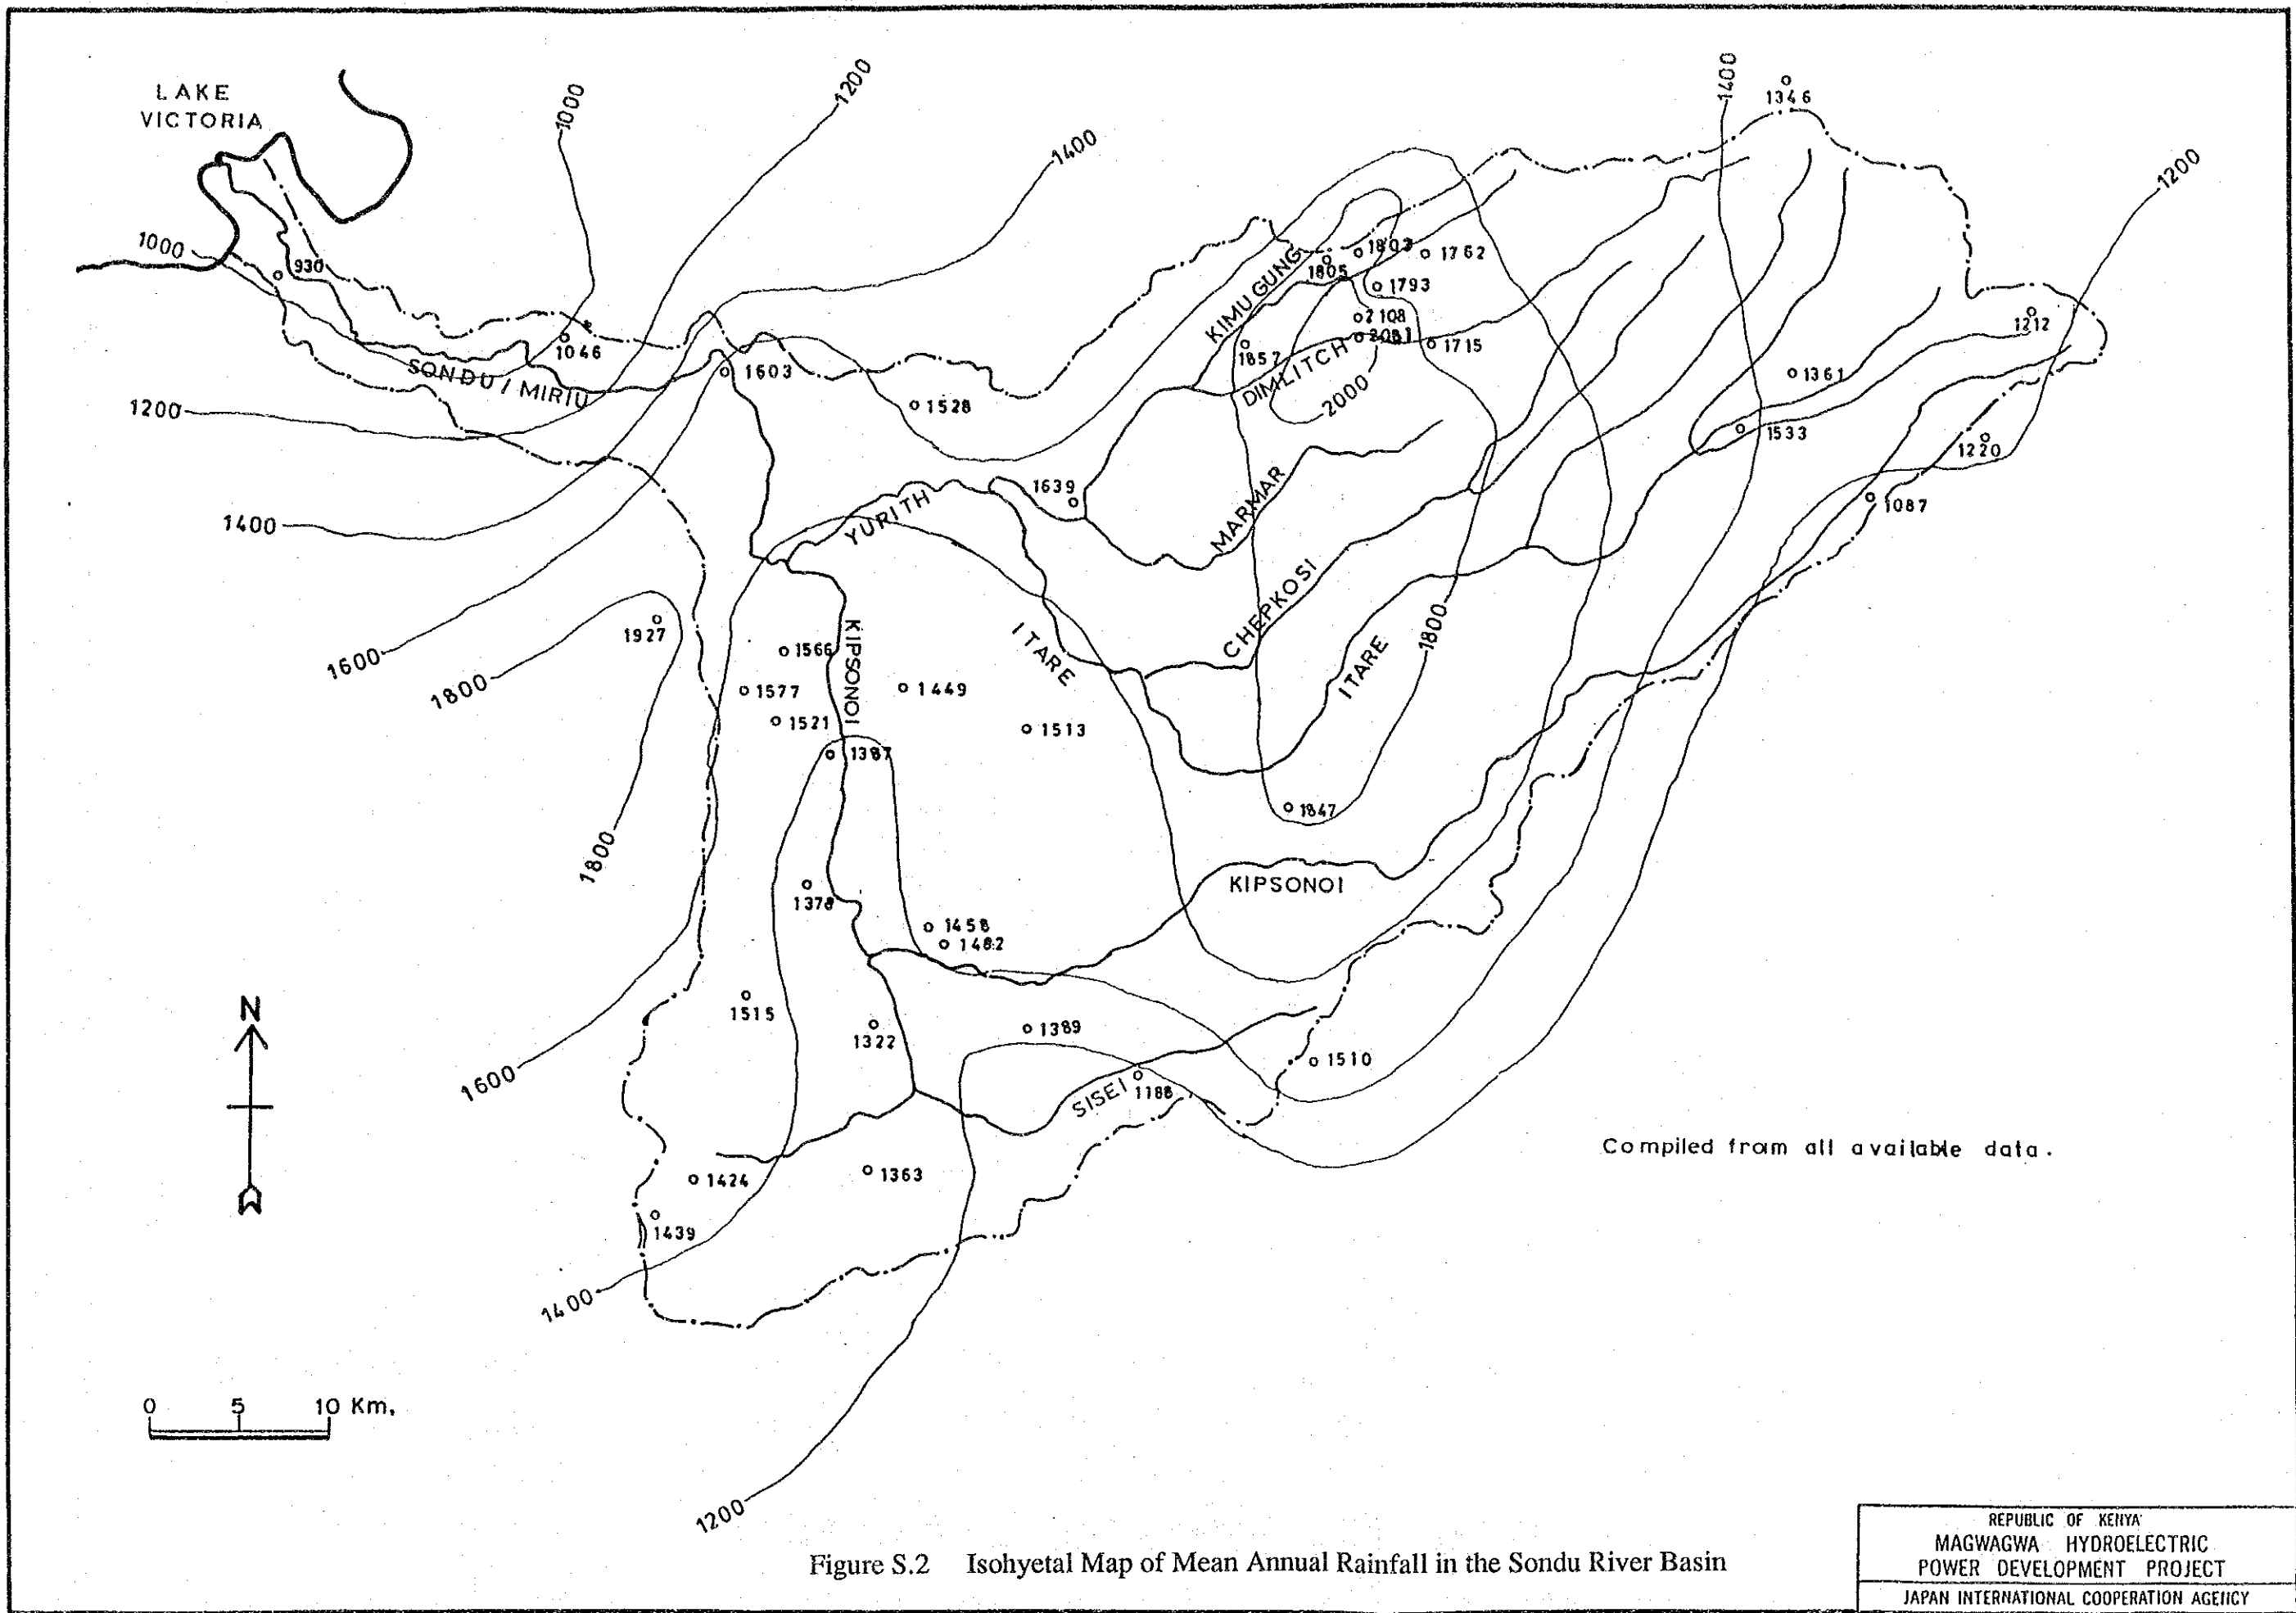 LAKE
VICTORIA
1000
1200
1400
1400
1346
1200
1000
930
1046
SONDU / MIRIU
1603
1528
1200
1400
1600
1800
1927
1800
1600
1400
1200
KIMUGUNG
1805
1762
1793
2108
1715
DIMLITCH
2000
1212
1361
1533
1220
1087
1639
MARMAR
YURITH
CHEPKOSI
ITARE
ITARE
1800
KIPSONOI
1566
1577
1521
1387
1449
1513
1847
KIPSONOI
1458
1482
1515
1322
1389
1510
SISEI
1188
1424
1363
1439
N
0 5 10 Km,
Compiled from all available data.
Figure S.2 Isohyetal Map of Mean Annual Rainfall in the Sondu River Basin
REPUBLIC OF KENYA
MAGWAGWA HYDROELECTRIC
POWER DEVELOPMENT PROJECT
JAPAN INTERNATIONAL COOPERATION AGENCY